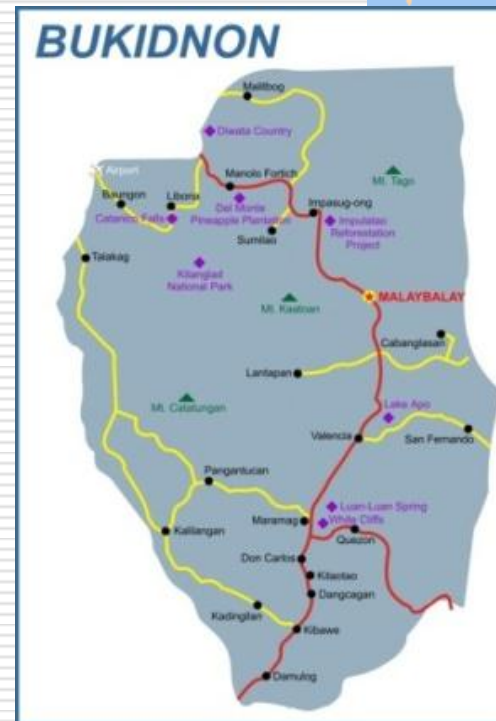 BUKIDNON
Malitbog
Diwata Country
Airport
Manolo Fortich
Mt. Tago
Baungon
Libona
Del Monte
Pineapple Plantation
Impasug-ong
Catanico Falls
Impulatao
Reforestation
Project
Sumilao
Talakag
Kitanglad
National Park
Mt. Kaatoan
MALAYBALAY
Cabanglasan
Lantapan
Mt. Calatungan
Lake Apo
Valencia
San Fernando
Pangantucan
Luan-Luan Spring
Maramag
White Cliffs
Kalilangan
Quezon
Don Carlos
Kitaotao
Dangcagan
Kadingilan
Kibawe
Damulog